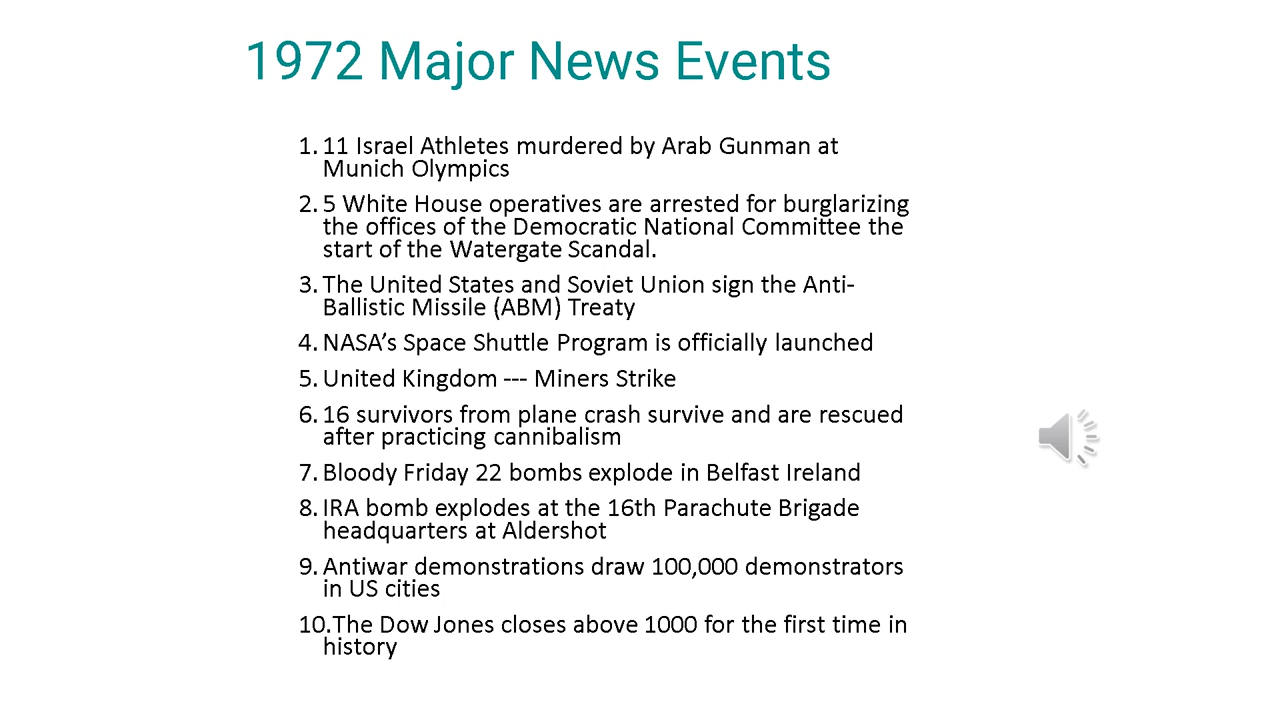 1972 Major News Events
1. 11 Israel Athletes murdered by Arab Gunman at
Munich Olympics
2. 5 White House operatives are arrested for burglarizing
the offices of the Democratic National Committee the
start of the Watergate Scandal.
3. The United States and Soviet Union sign the Anti-
Ballistic Missile (ABM) Treaty
4. NASA’s Space Shuttle Program is officially launched
5. United Kingdom --- Miners Strike
6. 16 survivors from plane crash survive and are rescued
after practicing cannibalism
7. Bloody Friday 22 bombs explode in Belfast Ireland
8. IRA bomb explodes at the 16th Parachute Brigade
headquarters at Aldershot
9. Antiwar demonstrations draw 100,000 demonstrators
in US cities
10.The Dow Jones closes above 1000 for the first time in
history